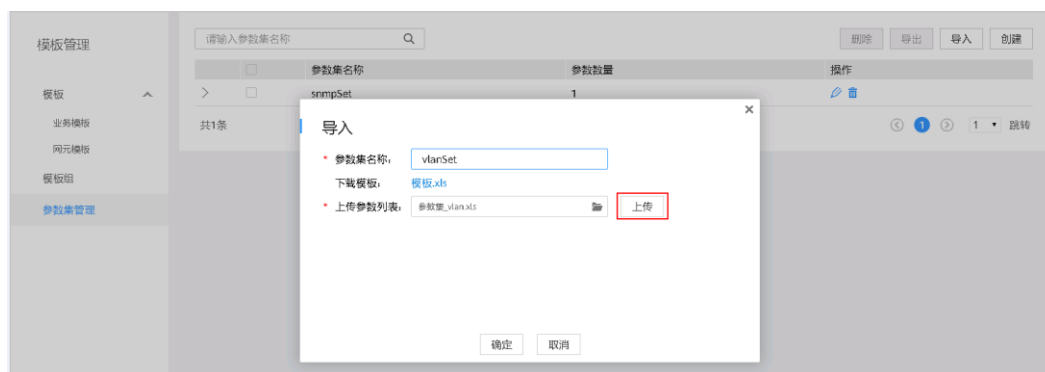 模板管理
请输入参数集名称
删除 导出 导入 创建
参数集名称 参数数量 操作
模板
snmpSet 1
业务模板
共1条
1 1 跳转
网元模板
模板组
参数集管理
导入
* 参数集名称: vlanSet
下载模板: 模板.xls
* 上传参数列表: 参数集_vlan.xls 上传
确定 取消